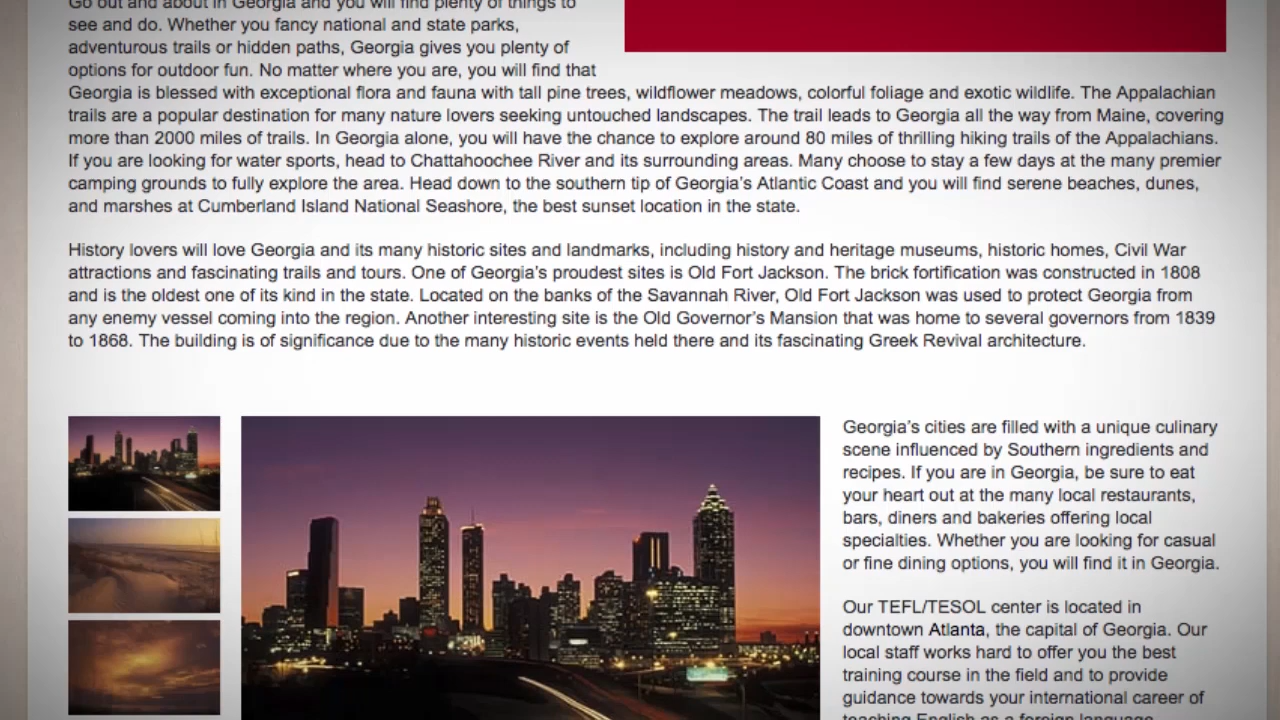 Go out and about in Georgia and you will find plenty of things to
see and do. Whether you fancy national and state parks,
adventurous trails or hidden paths, Georgia gives you plenty of
options for outdoor fun. No matter where you are, you will find that
Georgia is blessed with exceptional flora and fauna with tall pine trees, wildflower meadows, colorful foliage and exotic wildlife. The Appalachian
trails are a popular destination for many nature lovers seeking untouched landscapes. The trail leads to Georgia all the way from Maine, covering
more than 2000 miles of trails. In Georgia alone, you will have the chance to explore around 80 miles of thrilling hiking trails of the Appalachians.
If you are looking for water sports, head to Chattahoochee River and its surrounding areas. Many choose to stay a few days at the many premier
camping grounds to fully explore the area. Head down to the southern tip of Georgia's Atlantic Coast and you will find serene beaches, dunes,
and marshes at Cumberland Island National Seashore, the best sunset location in the state.
History lovers will love Georgia and its many historic sites and landmarks, including history and heritage museums, historic homes, Civil War
attractions and fascinating trails and tours. One of Georgia's proudest sites is Old Fort Jackson. The brick fortification was constructed in 1808
and is the oldest one of its kind in the state. Located on the banks of the Savannah River, Old Fort Jackson was used to protect Georgia from
any enemy vessel coming into the region. Another interesting site is the Old Governor's Mansion that was home to several governors from 1839
to 1868. The building is of significance due to the many historic events held there and its fascinating Greek Revival architecture.
Georgia's cities are filled with a unique culinary
scene influenced by Southern ingredients and
recipes. If you are in Georgia, be sure to eat
your heart out at the many local restaurants,
bars, diners and bakeries offering local
specialties. Whether you are looking for casual
or fine dining options, you will find it in Georgia.
Our TEFL/TESOL center is located in
downtown Atlanta, the capital of Georgia. Our
local staff works hard to offer you the best
training course in the field and to provide
guidance towards your international career of
teaching English as a foreign language